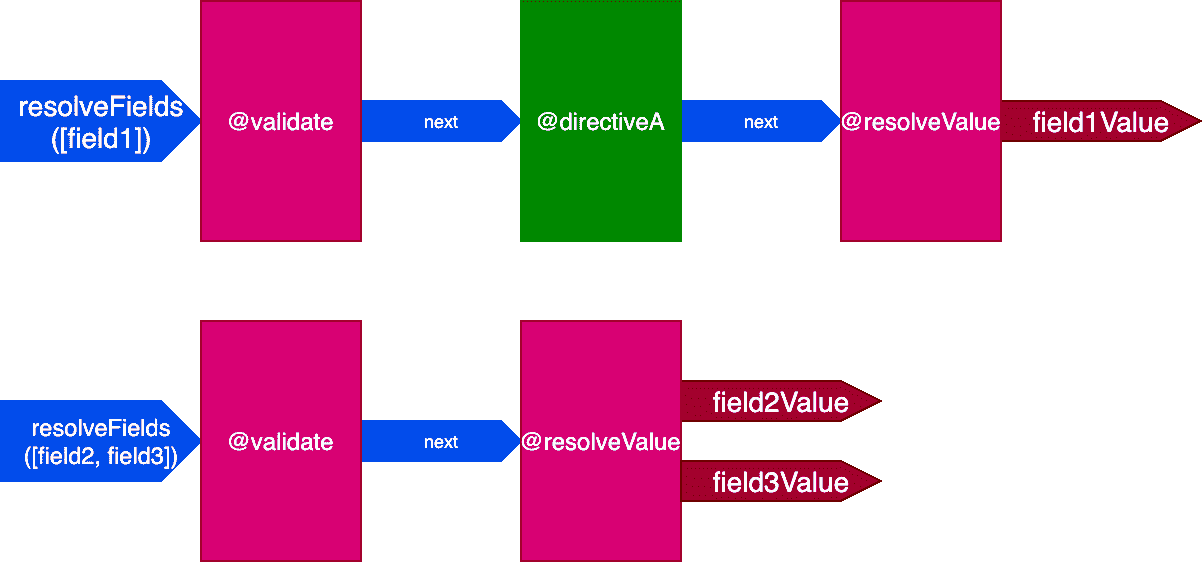 resolveFields
([field1])
@validate
next
@directiveA
next
@resolveValue
field1Value
resolveFields
([field2, field3])
@validate
next
@resolveValue
field2Value
field3Value